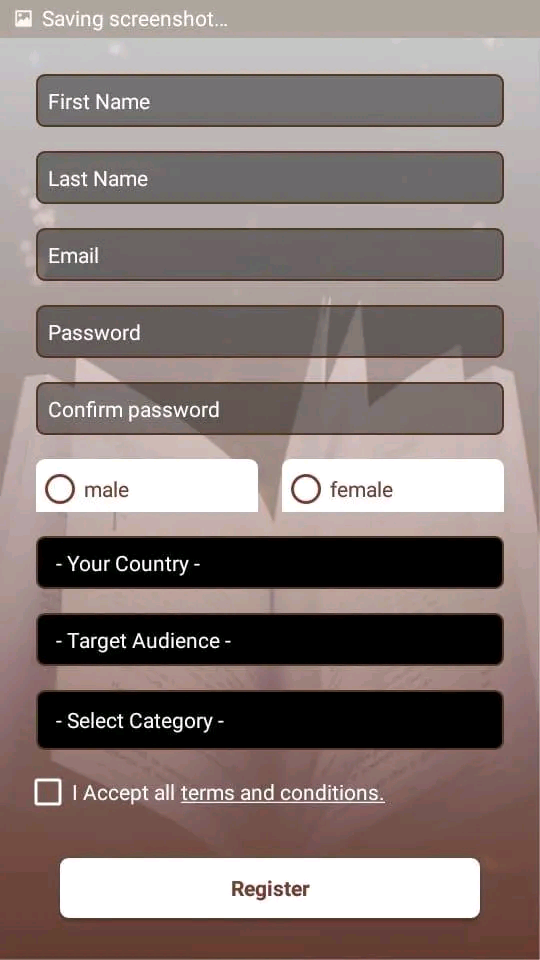 Saving screenshot...
First Name
Last Name
Email
Password
Confirm password
male female
- Your Country -
- Target Audience -
- Select Category -
I Accept all terms and conditions.
Register